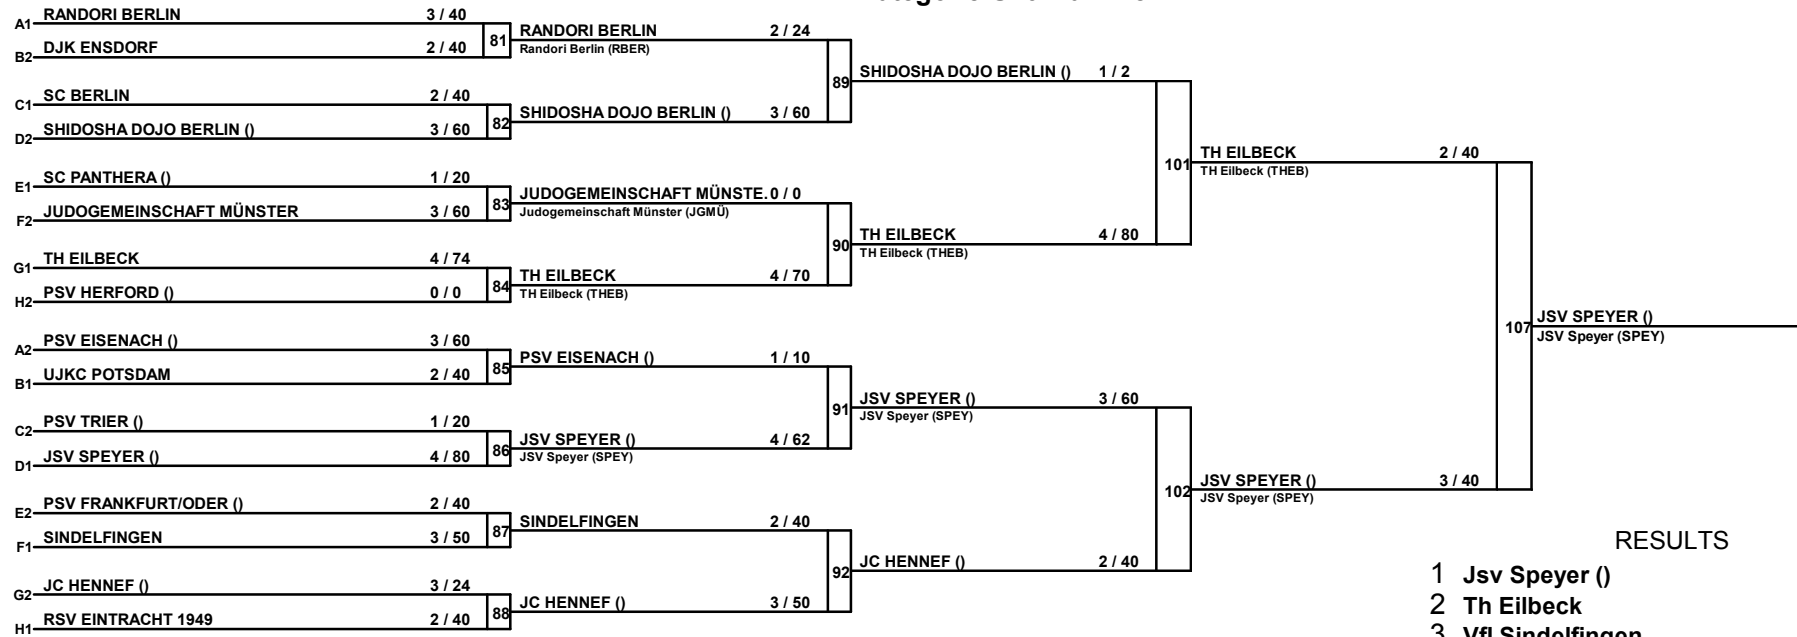 A1 RANDORI BERLIN 3 / 40
B2 DJK ENSDORF 2 / 40
81 RANDORI BERLIN 2 / 24
Randori Berlin (RBER)
C1 SC BERLIN 2 / 40
D2 SHIDOSHA DOJO BERLIN () 3 / 60
82 SHIDOSHA DOJO BERLIN () 3 / 60
89 SHIDOSHA DOJO BERLIN () 1 / 2
E1 SC PANTHERA () 1 / 20
F2 JUDOGEMEINSCHAFT MÜNSTER 3 / 60
83 JUDOGEMEINSCHAFT MÜNSTE. 0 / 0
Judogemeinschaft Münster (JGMÜ)
G1 TH EILBECK 4 / 74
H2 PSV HERFORD () 0 / 0
84 TH EILBECK 4 / 70
TH Eilbeck (THEB)
90 TH EILBECK 4 / 80
TH Eilbeck (THEB)
101 TH EILBECK 2 / 40
TH Eilbeck (THEB)
A2 PSV EISENACH () 3 / 60
B1 UJKC POTSDAM 2 / 40
85 PSV EISENACH () 1 / 10
C2 PSV TRIER () 1 / 20
D1 JSV SPEYER () 4 / 80
86 JSV SPEYER () 4 / 62
JSV Speyer (SPEY)
91 JSV SPEYER () 3 / 60
JSV Speyer (SPEY)
E2 PSV FRANKFURT/ODER () 2 / 40
F1 SINDELFINGEN 3 / 50
87 SINDELFINGEN 2 / 40
G2 JC HENNEF () 3 / 24
H1 RSV EINTRACHT 1949 2 / 40
88 JC HENNEF () 3 / 50
92 JC HENNEF () 2 / 40
102 JSV SPEYER () 3 / 40
JSV Speyer (SPEY)
107 JSV SPEYER ()
JSV Speyer (SPEY)
RESULTS
1 Jsv Speyer ()
2 Th Eilbeck
3 Vfl Sindelfingen